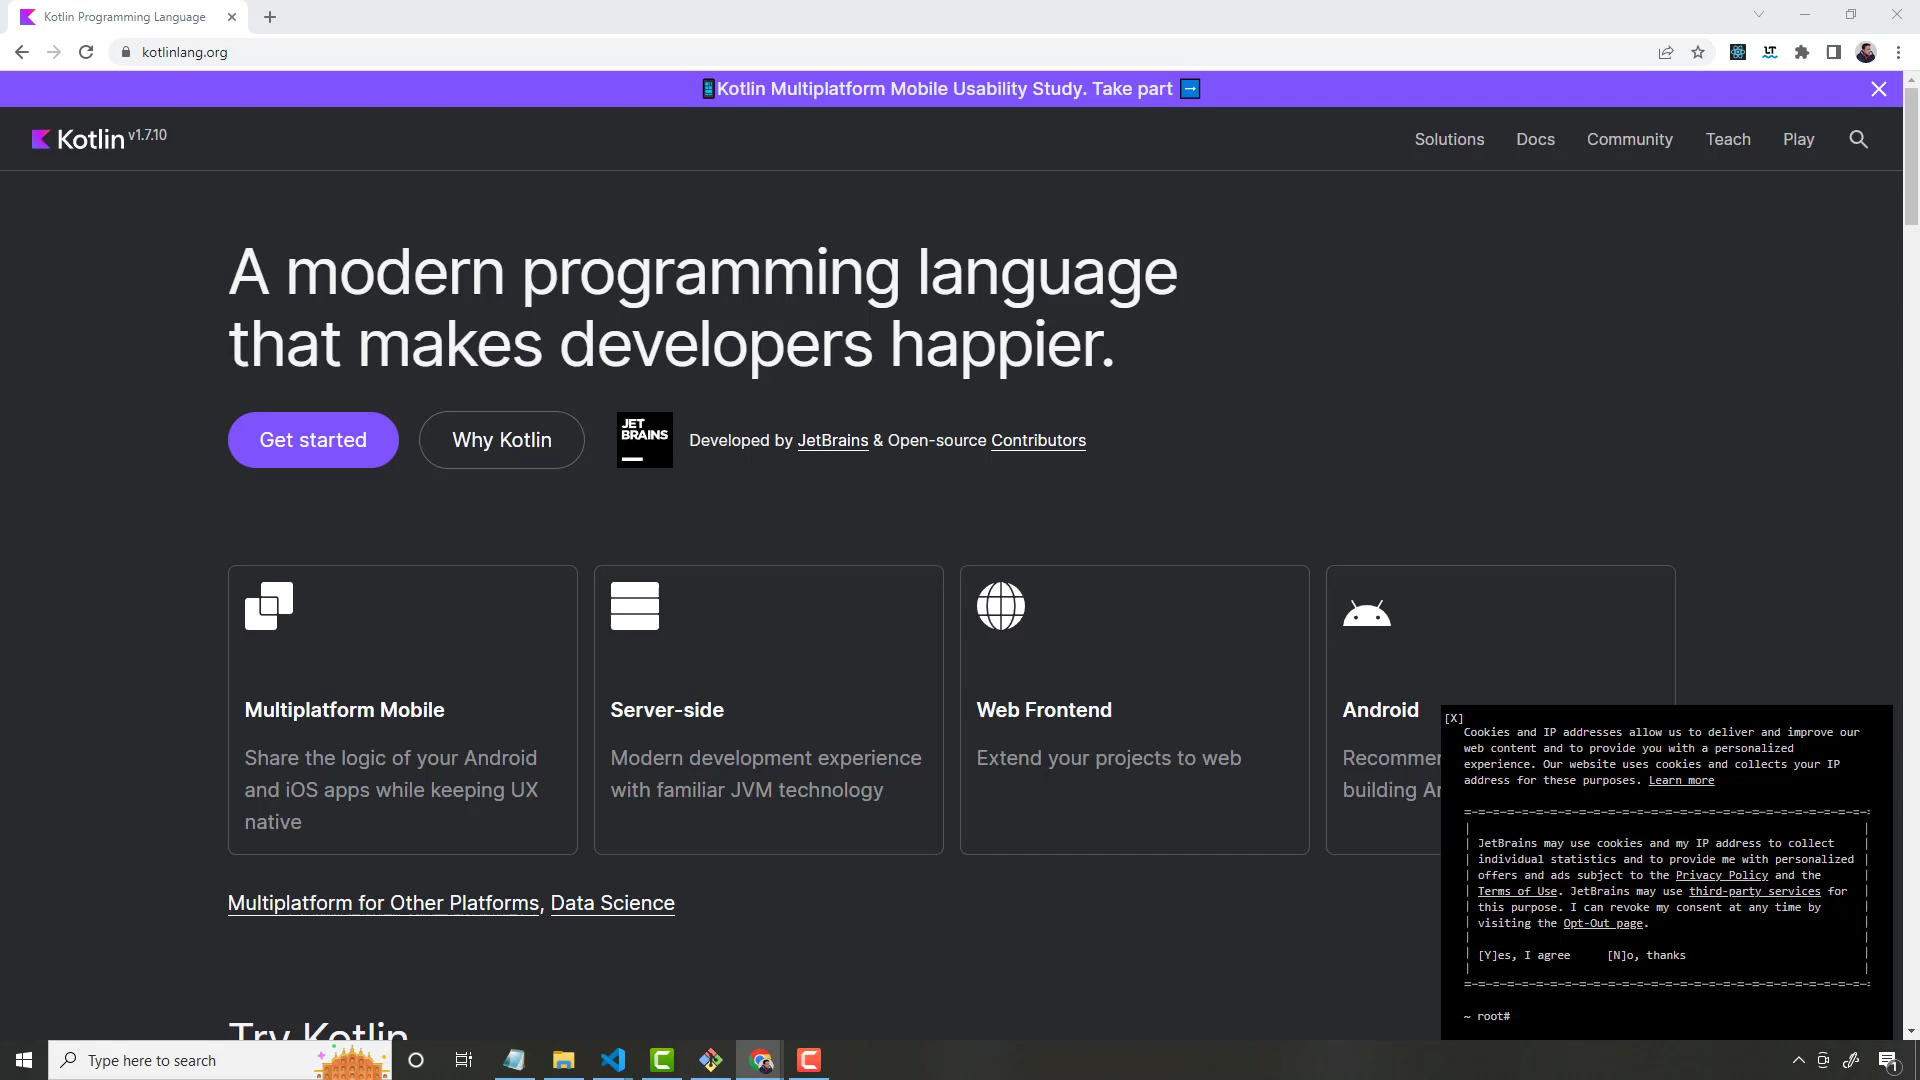 Kotlin Programming Language
kotlinlang.org
Kotlin Multiplatform Mobile Usability Study. Take part
Kotlin v1.7.10
Solutions
Docs
Community
Teach
Play
A modern programming language
that makes developers happier.
Get started
Why Kotlin
JET
BRAINS
Developed by JetBrains & Open-source Contributors
Multiplatform Mobile
Share the logic of your Android
and iOS apps while keeping UX
native
Server-side
Modern development experience
with familiar JVM technology
Web Frontend
Extend your projects to web
Android
building
Multiplatform for Other Platforms, Data Science
Try Kotlin
[X]
Cookies and IP addresses allow us to deliver and improve our
web content and to provide you with a personalized
experience. Our website uses cookies and collects your IP
address for these purposes. Learn more
JetBrains may use cookies and my IP address to collect
individual statistics and to provide me with personalized
offers and ads subject to the Privacy Policy and the
Terms of Use. JetBrains may use third-party services for
this purpose. I can revoke my consent at any time by
visiting the Opt-Out page.
[Y]es, I agree [N]o, thanks
~ root#
Type here to search
LT
1